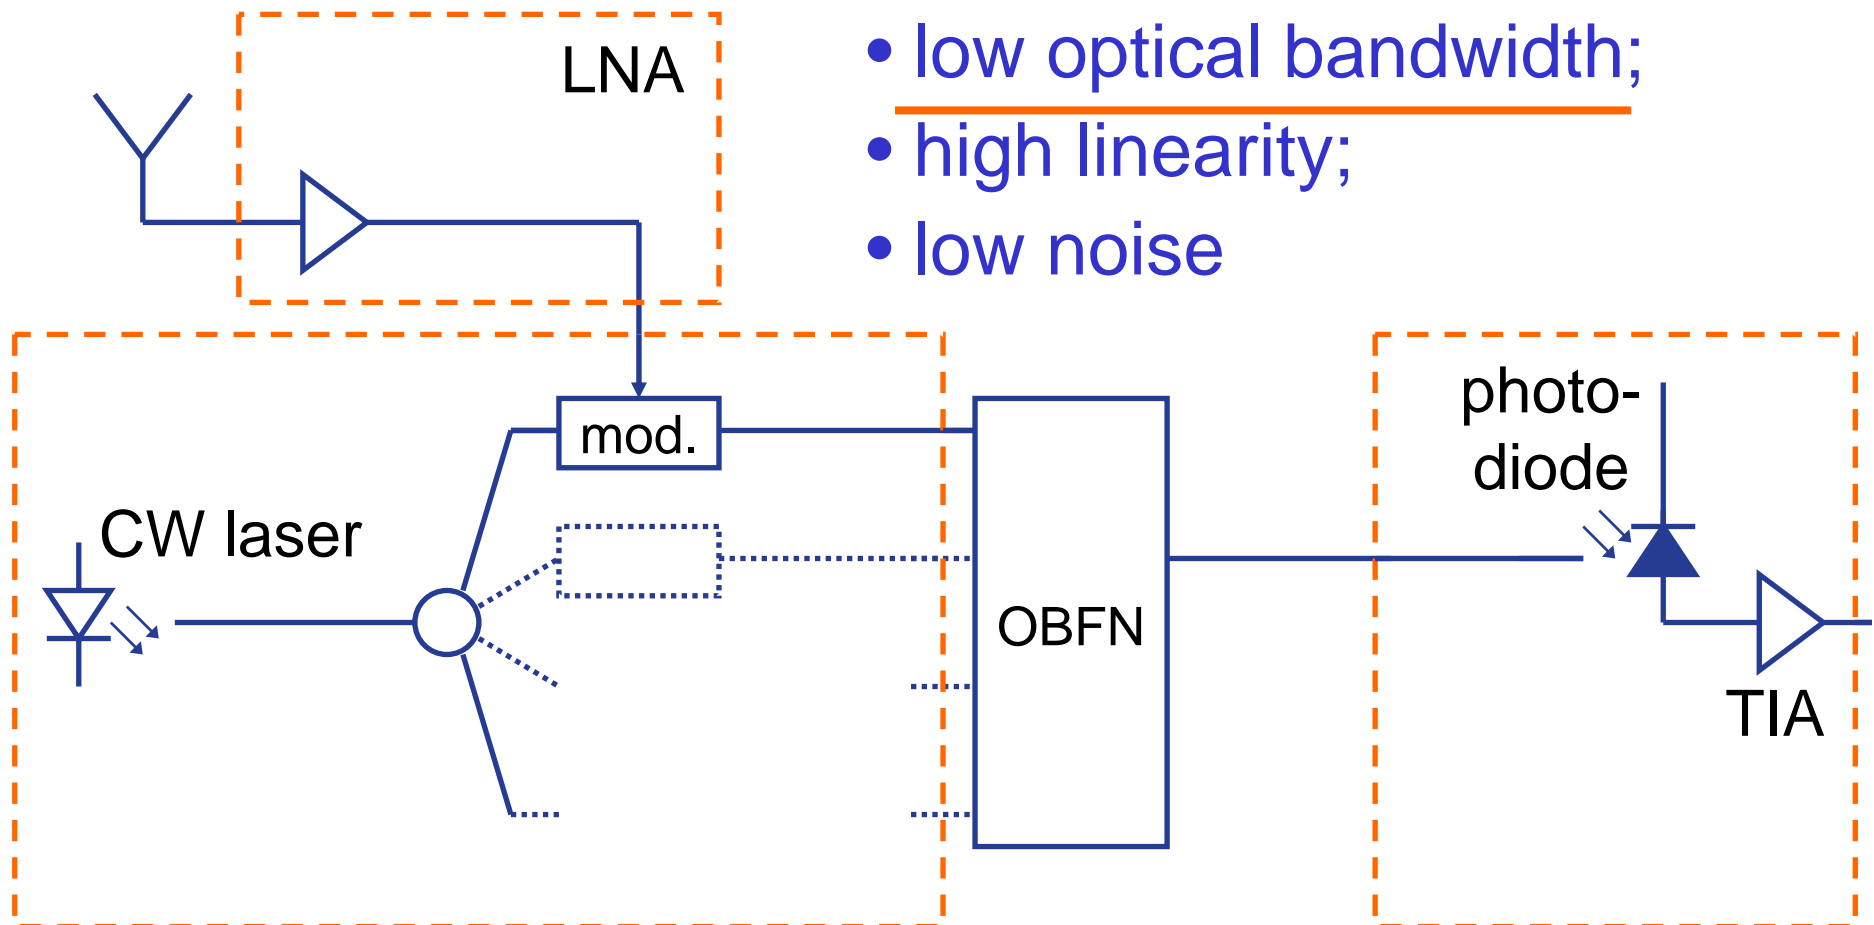 LNA
• low optical bandwidth;
• high linearity;
• low noise
mod.
photo-
diode
CW laser
OBFN
TIA